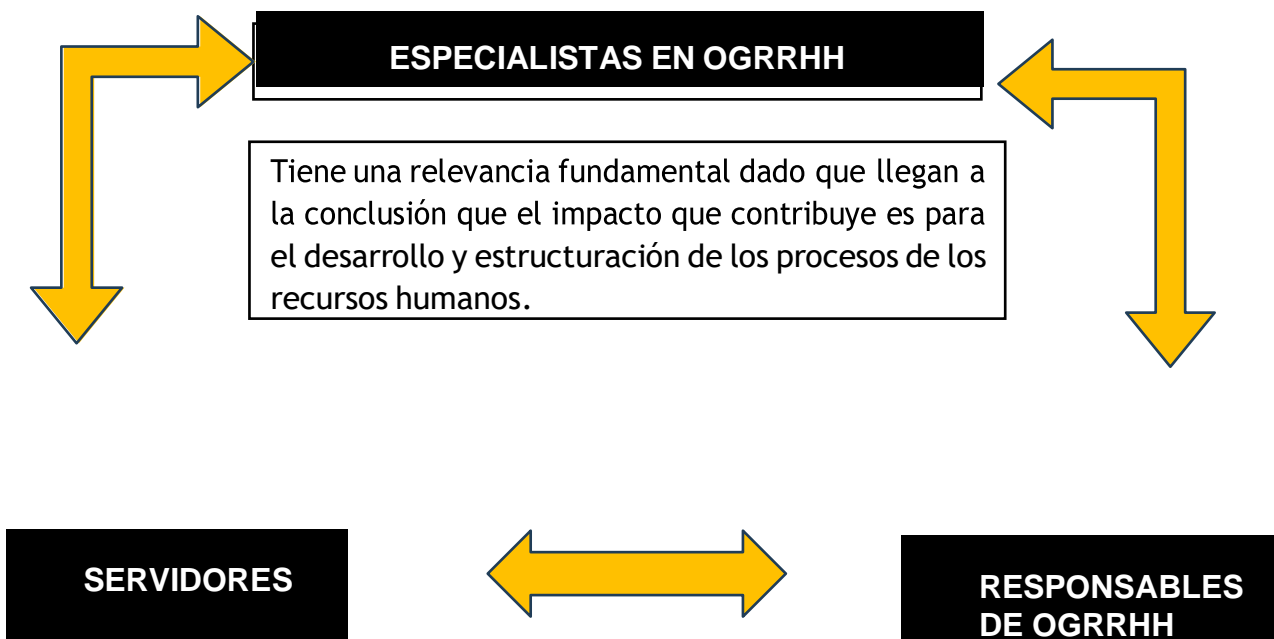 ESPECIALISTAS EN OGRRHH
Tiene una relevancia fundamental dado que llegan a
la conclusión que el impacto que contribuye es para
el desarrollo y estructuración de los procesos de los
recursos humanos.
SERVIDORES
RESPONSABLES
DE OGRRHH